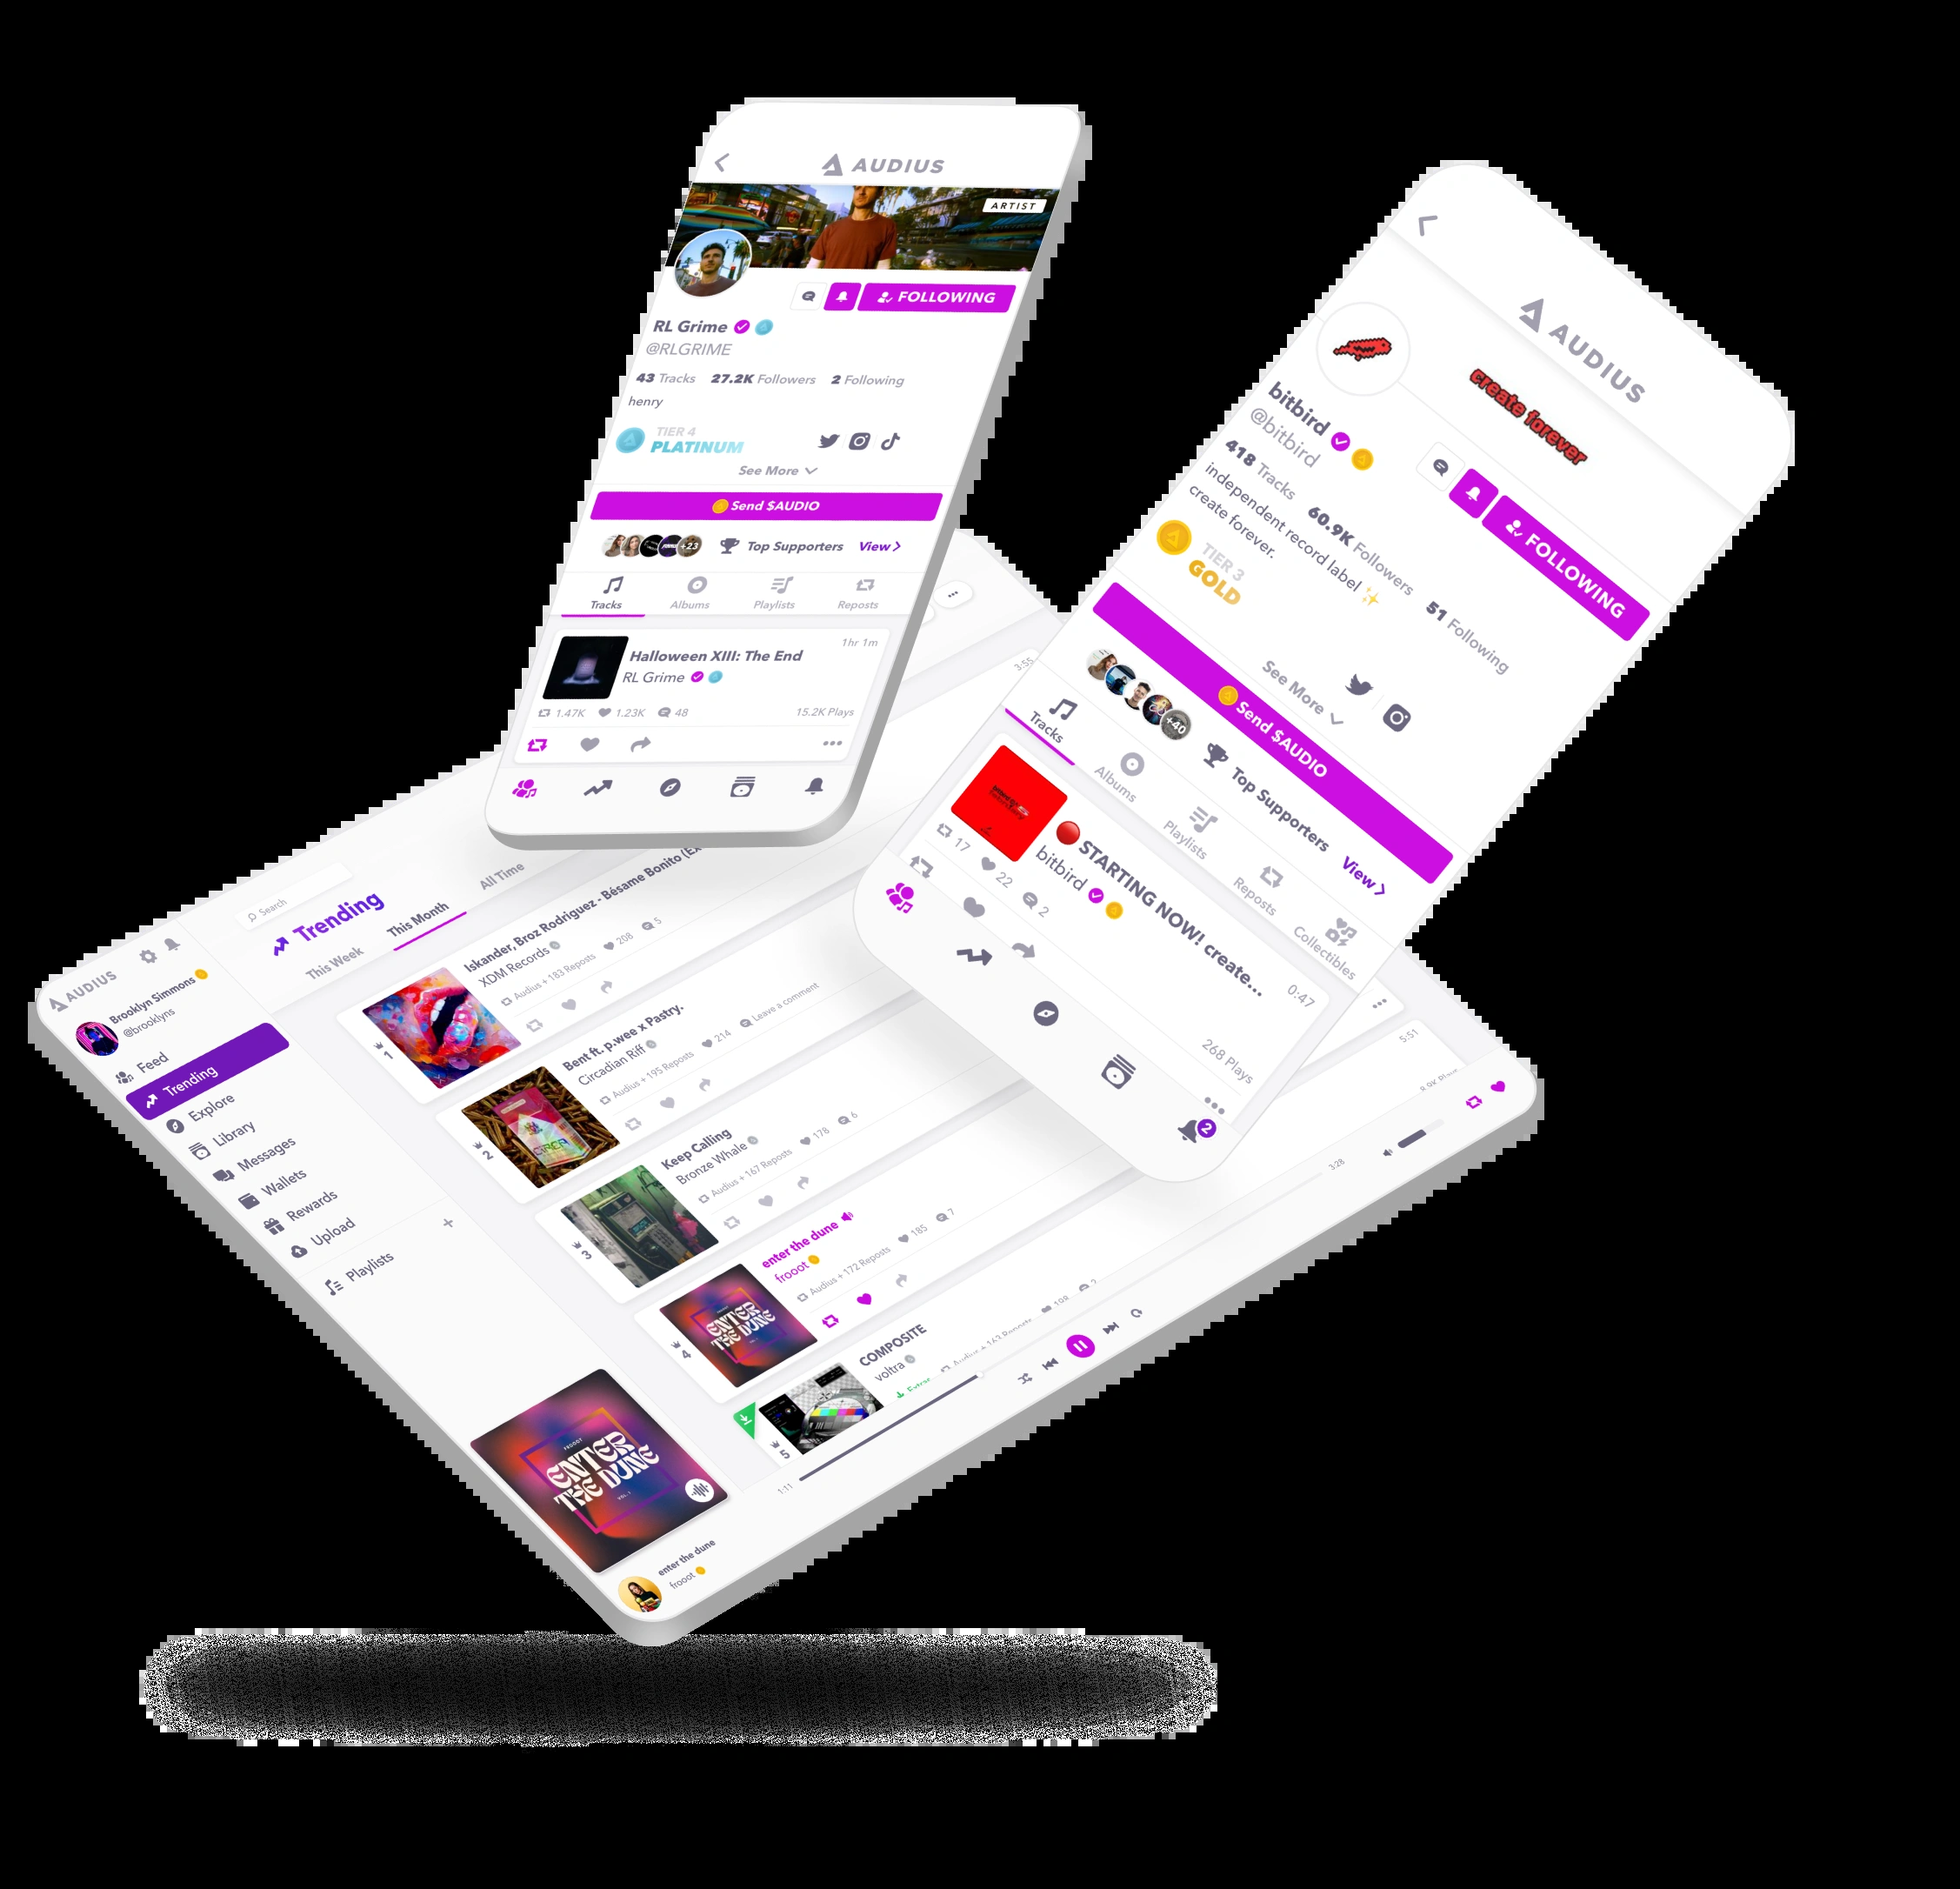 AUDIUS
ARTIST
FOLLOWING
RL Grime
@RLGRIME
43 Tracks 27.2K Followers 2 Following
henry
TIER 4
PLATINUM
See More
Send $AUDIO
+23 Top Supporters View
Tracks Albums Playlists Reposts
1hr 1m
Halloween XIII: The End
RL Grime
1.47K 1.23K 48 15.2K Plays
AUDIUS
create forever
bitbird
@bitbird
FOLLOWING
418 Tracks 60.9K Followers 51 Following
independent record label ✨
create forever.
TIER 3
GOLD
See More
Send $AUDIO
+40 Top Supporters View
Tracks Albums Playlists Reposts Collectibles
🔴 STARTING NOW! create...
bitbird
0:47
17 22 2 268 Plays
2
AUDIUS
Brooklyn Simmons
@brooklyns
Feed
Trending
Explore
Library
Messages
Wallets
Rewards
Upload
Playlists +
Search
Trending
This Week This Month All Time
1
Iskander, Broz Rodriguez - Bésame Bonito (Ex
XDM Records
Audius + 183 Reposts 208 5
3:55
2
Bent ft. p.wee x Pastry.
Circadian Riff
Audius + 195 Reposts 214 Leave a comment
3
Keep Calling
Bronze Whale
Audius + 167 Reposts 178 6
4
ENTER
THE DUNE
enter the dune
frooot
Audius + 172 Reposts 185 7
5:51
5
COMPOSITE
voltra
FROOOT
ENTER
THE DUNE
VOL. 1
1:11
3:28
enter the dune
frooot